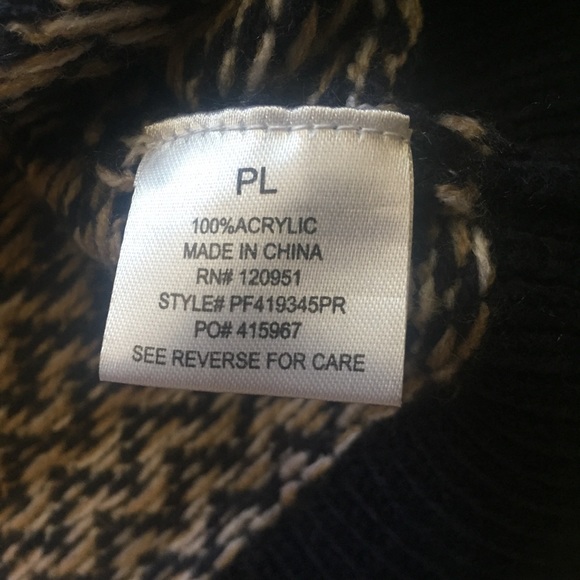 PL
100%ACRYLIC
MADE IN CHINA
RN# 120951
STYLE# PF419345PR
PO# 415967
SEE REVERSE FOR CARE